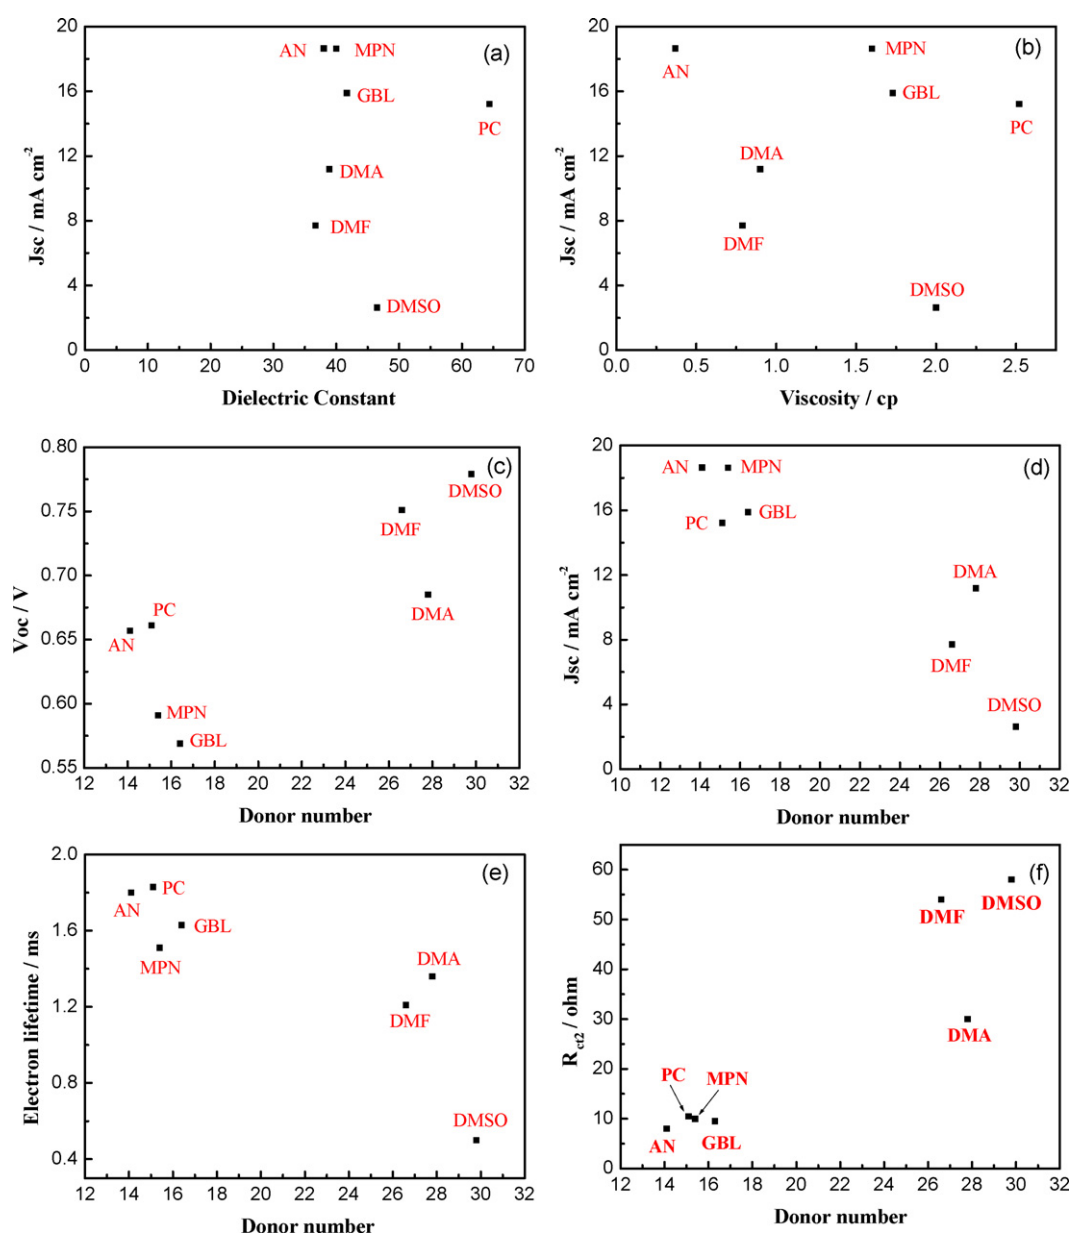 20
16
12
8
4
0
Jsc / mA cm-2
AN
MPN
(a)
GBL
PC
DMA
DMF
DMSO
0 10 20 30 40 50 60 70
Dielectric Constant
20
16
12
8
4
0
Jsc / mA cm-2
AN
MPN
(b)
GBL
PC
DMA
DMF
DMSO
0.0 0.5 1.0 1.5 2.0 2.5
Viscosity / cp
0.80
0.75
0.70
0.65
0.60
0.55
Voc / V
(c)
DMSO
DMF
DMA
PC
AN
MPN
GBL
12 14 16 18 20 22 24 26 28 30 32
Donor number
20
16
12
8
4
0
Jsc / mA cm-2
AN
MPN
(d)
PC
GBL
DMA
DMF
DMSO
10 12 14 16 18 20 22 24 26 28 30 32
Donor number
2.0
1.6
1.2
0.8
0.4
Electron lifetime / ms
(e)
PC
AN
GBL
MPN
DMA
DMF
DMSO
12 14 16 18 20 22 24 26 28 30 32
Donor number
60
50
40
30
20
10
0
Rct2 / ohm
(f)
DMSO
DMF
DMA
PC
MPN
AN
GBL
12 14 16 18 20 22 24 26 28 30 32
Donor number